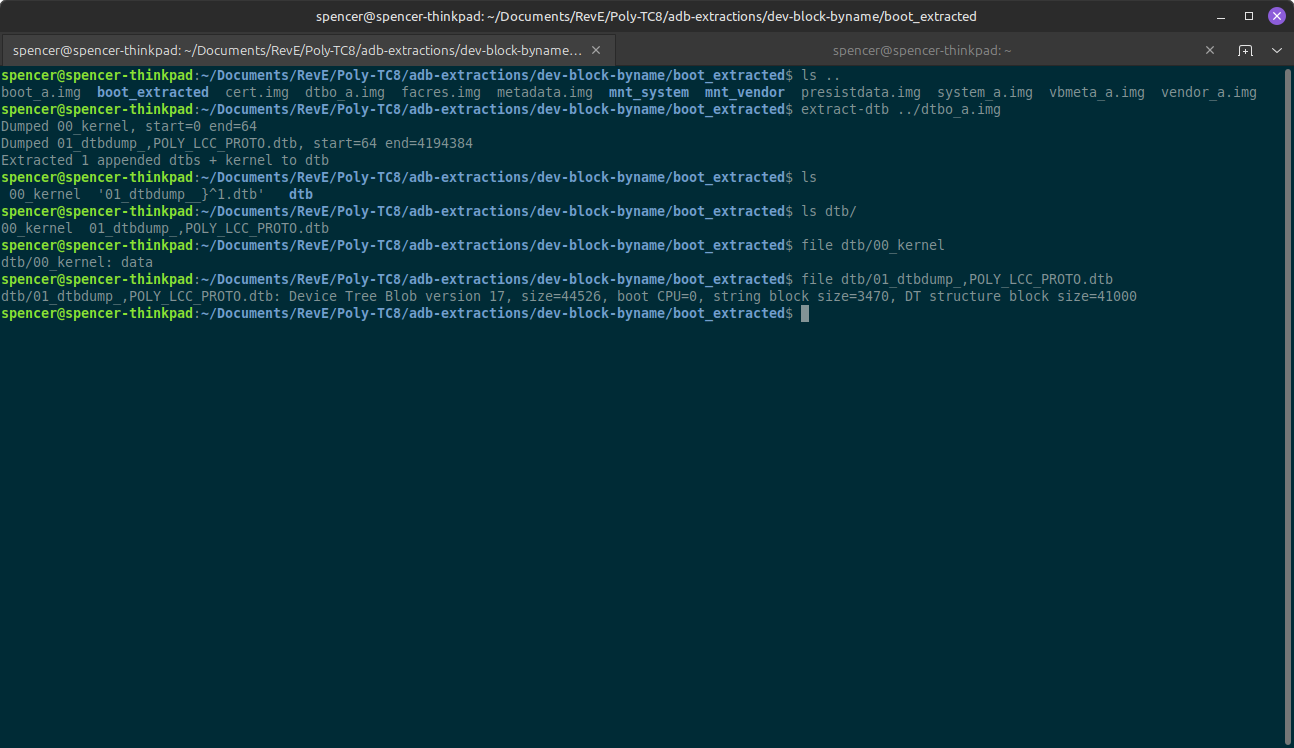 spencer@spencer-thinkpad: ~/Documents/RevE/Poly-TC8/adb-extractions/dev-block-byname/boot_extracted
spencer@spencer-thinkpad: ~/Documents/RevE/Poly-TC8/adb-extractions/dev-block-byname… spencer@spencer-thinkpad: ~
spencer@spencer-thinkpad:~/Documents/RevE/Poly-TC8/adb-extractions/dev-block-byname/boot_extracted$ ls ..
boot_a.img  boot_extracted  cert.img  dtbo_a.img  facres.img  metadata.img  mnt_system  mnt_vendor  presistdata.img  system_a.img  vbmeta_a.img  vendor_a.img
spencer@spencer-thinkpad:~/Documents/RevE/Poly-TC8/adb-extractions/dev-block-byname/boot_extracted$ extract-dtb ../dtbo_a.img
Dumped 00_kernel, start=0 end=64
Dumped 01_dtbdump_,POLY_LCC_PROTO.dtb, start=64 end=4194384
Extracted 1 appended dtbs + kernel to dtb
spencer@spencer-thinkpad:~/Documents/RevE/Poly-TC8/adb-extractions/dev-block-byname/boot_extracted$ ls
 00_kernel  '01_dtbdump__}^1.dtb'   dtb
spencer@spencer-thinkpad:~/Documents/RevE/Poly-TC8/adb-extractions/dev-block-byname/boot_extracted$ ls dtb/
00_kernel  01_dtbdump_,POLY_LCC_PROTO.dtb
spencer@spencer-thinkpad:~/Documents/RevE/Poly-TC8/adb-extractions/dev-block-byname/boot_extracted$ file dtb/00_kernel
dtb/00_kernel: data
spencer@spencer-thinkpad:~/Documents/RevE/Poly-TC8/adb-extractions/dev-block-byname/boot_extracted$ file dtb/01_dtbdump_,POLY_LCC_PROTO.dtb
dtb/01_dtbdump_,POLY_LCC_PROTO.dtb: Device Tree Blob version 17, size=44526, boot CPU=0, string block size=3470, DT structure block size=41000
spencer@spencer-thinkpad:~/Documents/RevE/Poly-TC8/adb-extractions/dev-block-byname/boot_extracted$